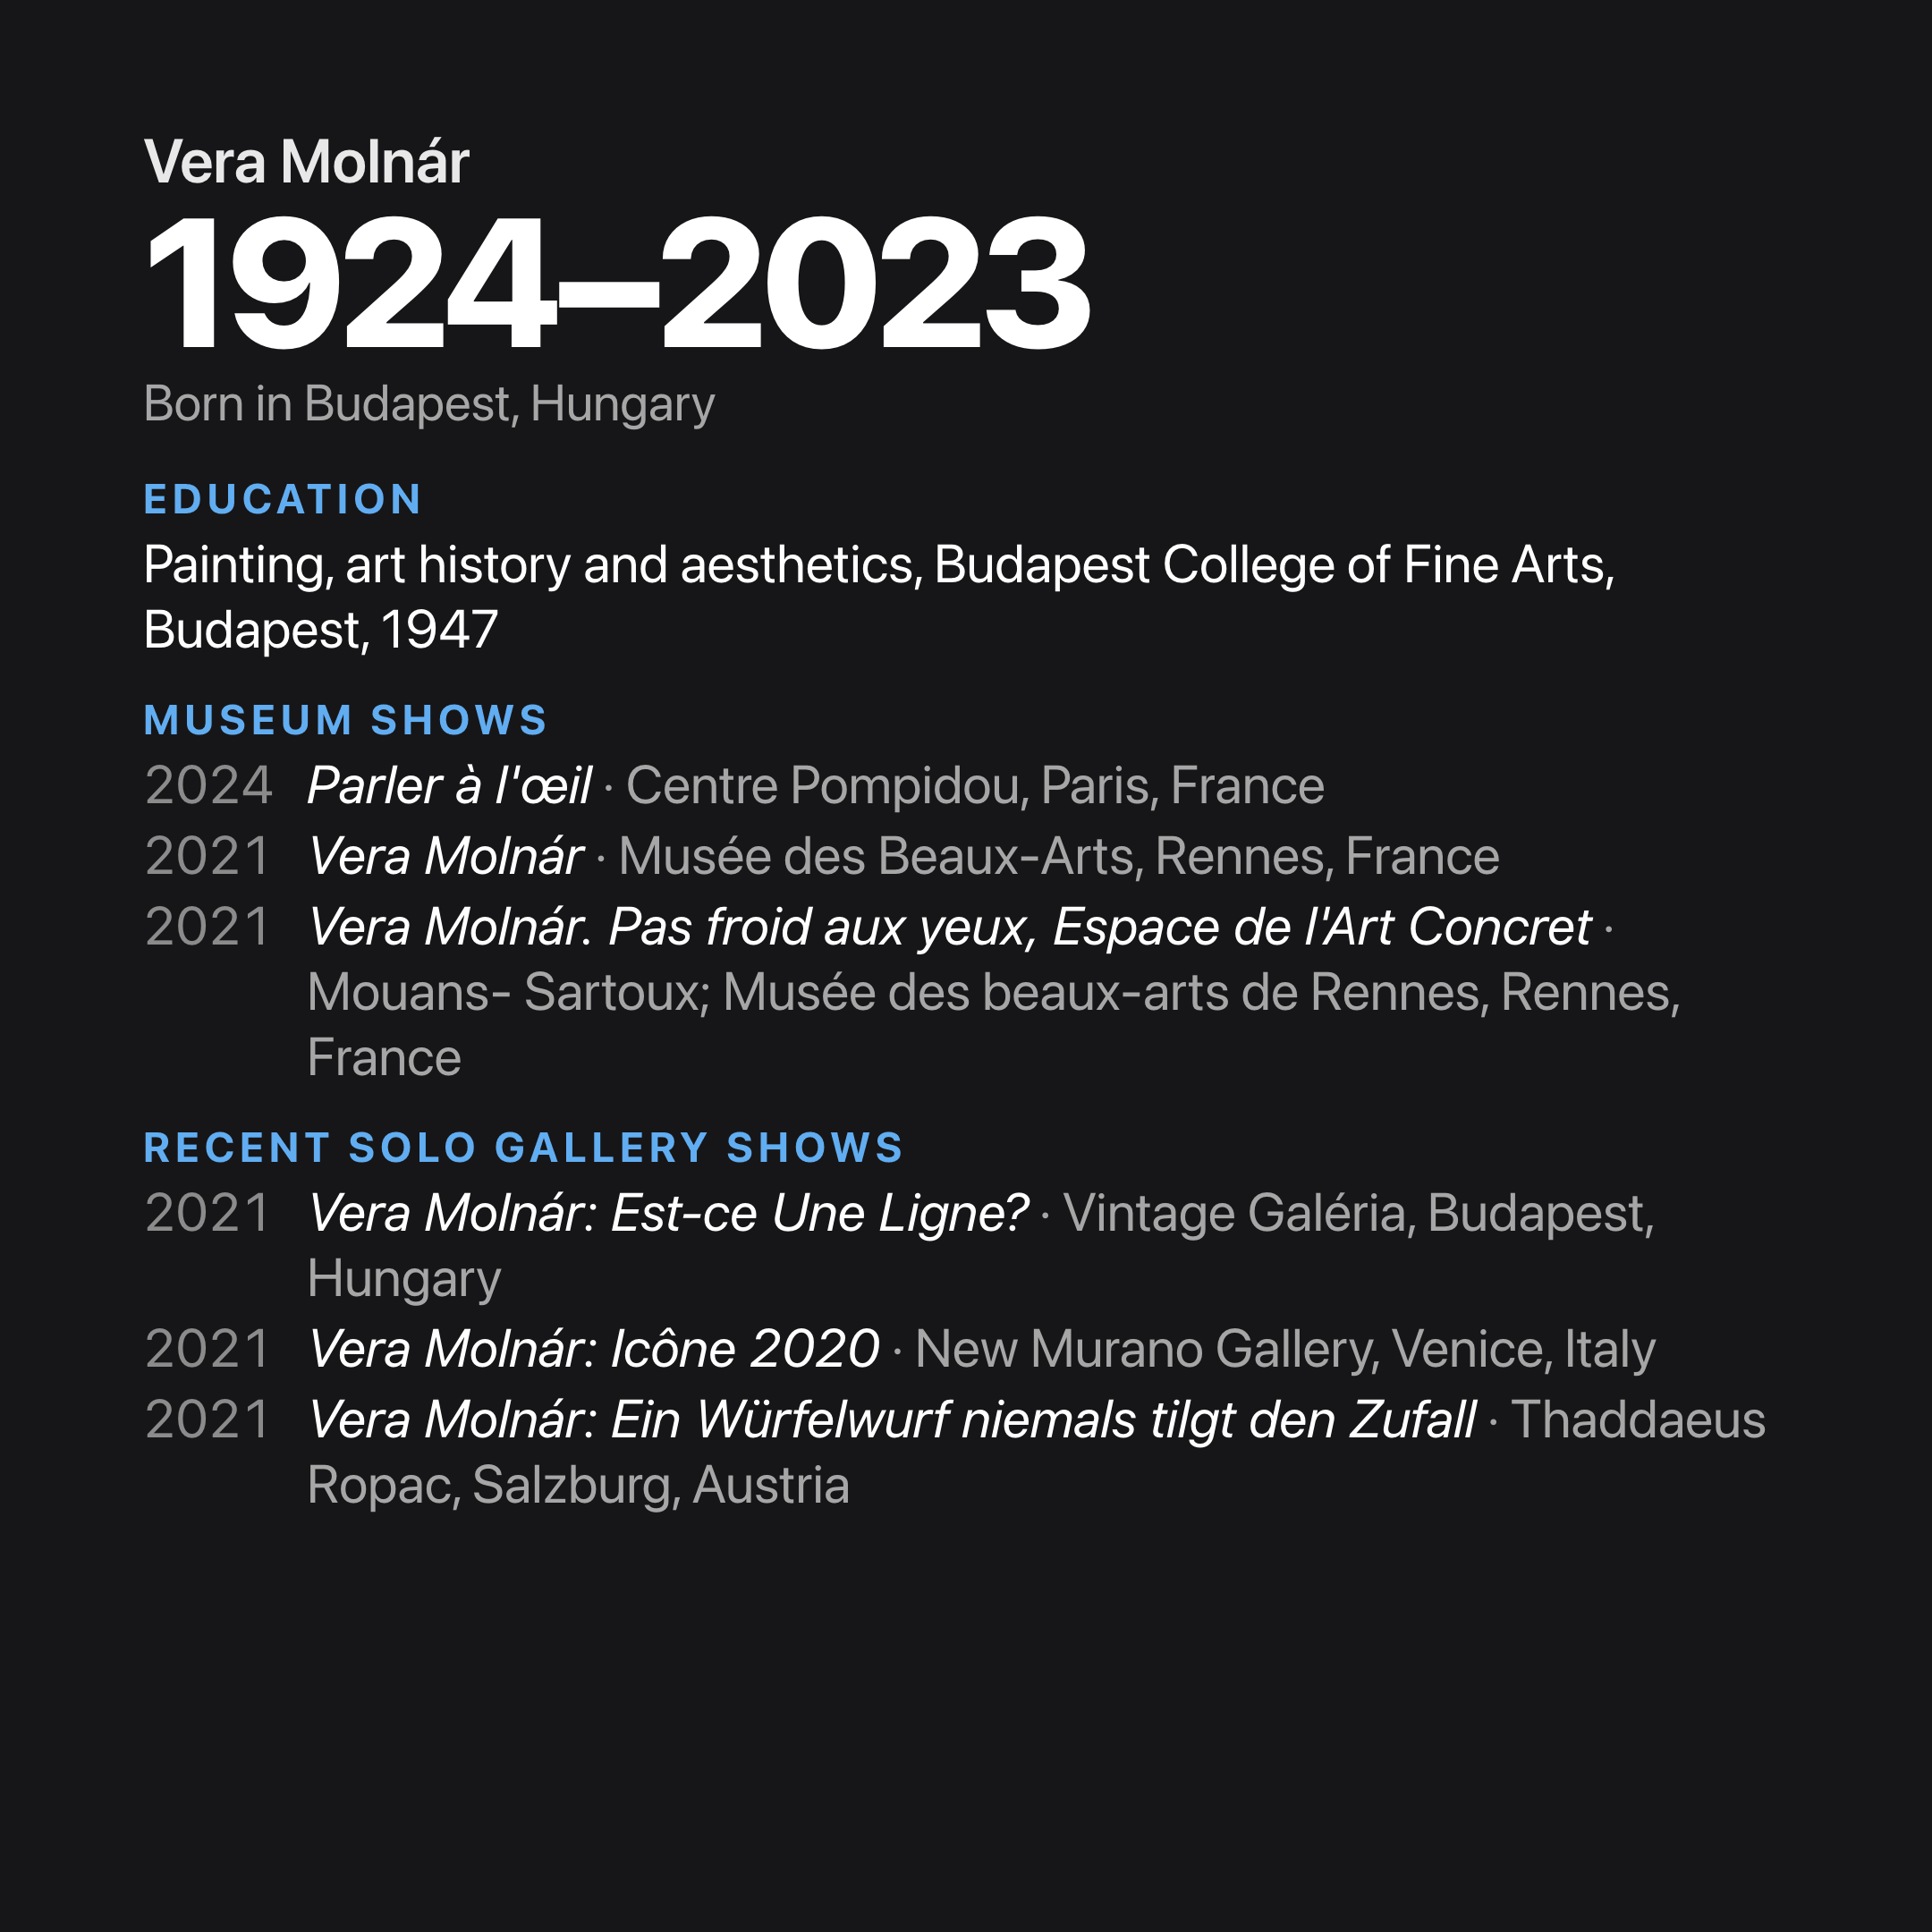 Vera Molnár
1924–2023
Born in Budapest, Hungary
EDUCATION
Painting, art history and aesthetics, Budapest College of Fine Arts,
Budapest, 1947
MUSEUM SHOWS
2024 Parler à l'œil · Centre Pompidou, Paris, France
2021 Vera Molnár · Musée des Beaux-Arts, Rennes, France
2021 Vera Molnár. Pas froid aux yeux, Espace de l'Art Concret ·
Mouans- Sartoux; Musée des beaux-arts de Rennes, Rennes,
France
RECENT SOLO GALLERY SHOWS
2021 Vera Molnár: Est-ce Une Ligne? · Vintage Galéria, Budapest,
Hungary
2021 Vera Molnár: Icône 2020 · New Murano Gallery, Venice, Italy
2021 Vera Molnár: Ein Würfelwurf niemals tilgt den Zufall · Thaddaeus
Ropac, Salzburg, Austria